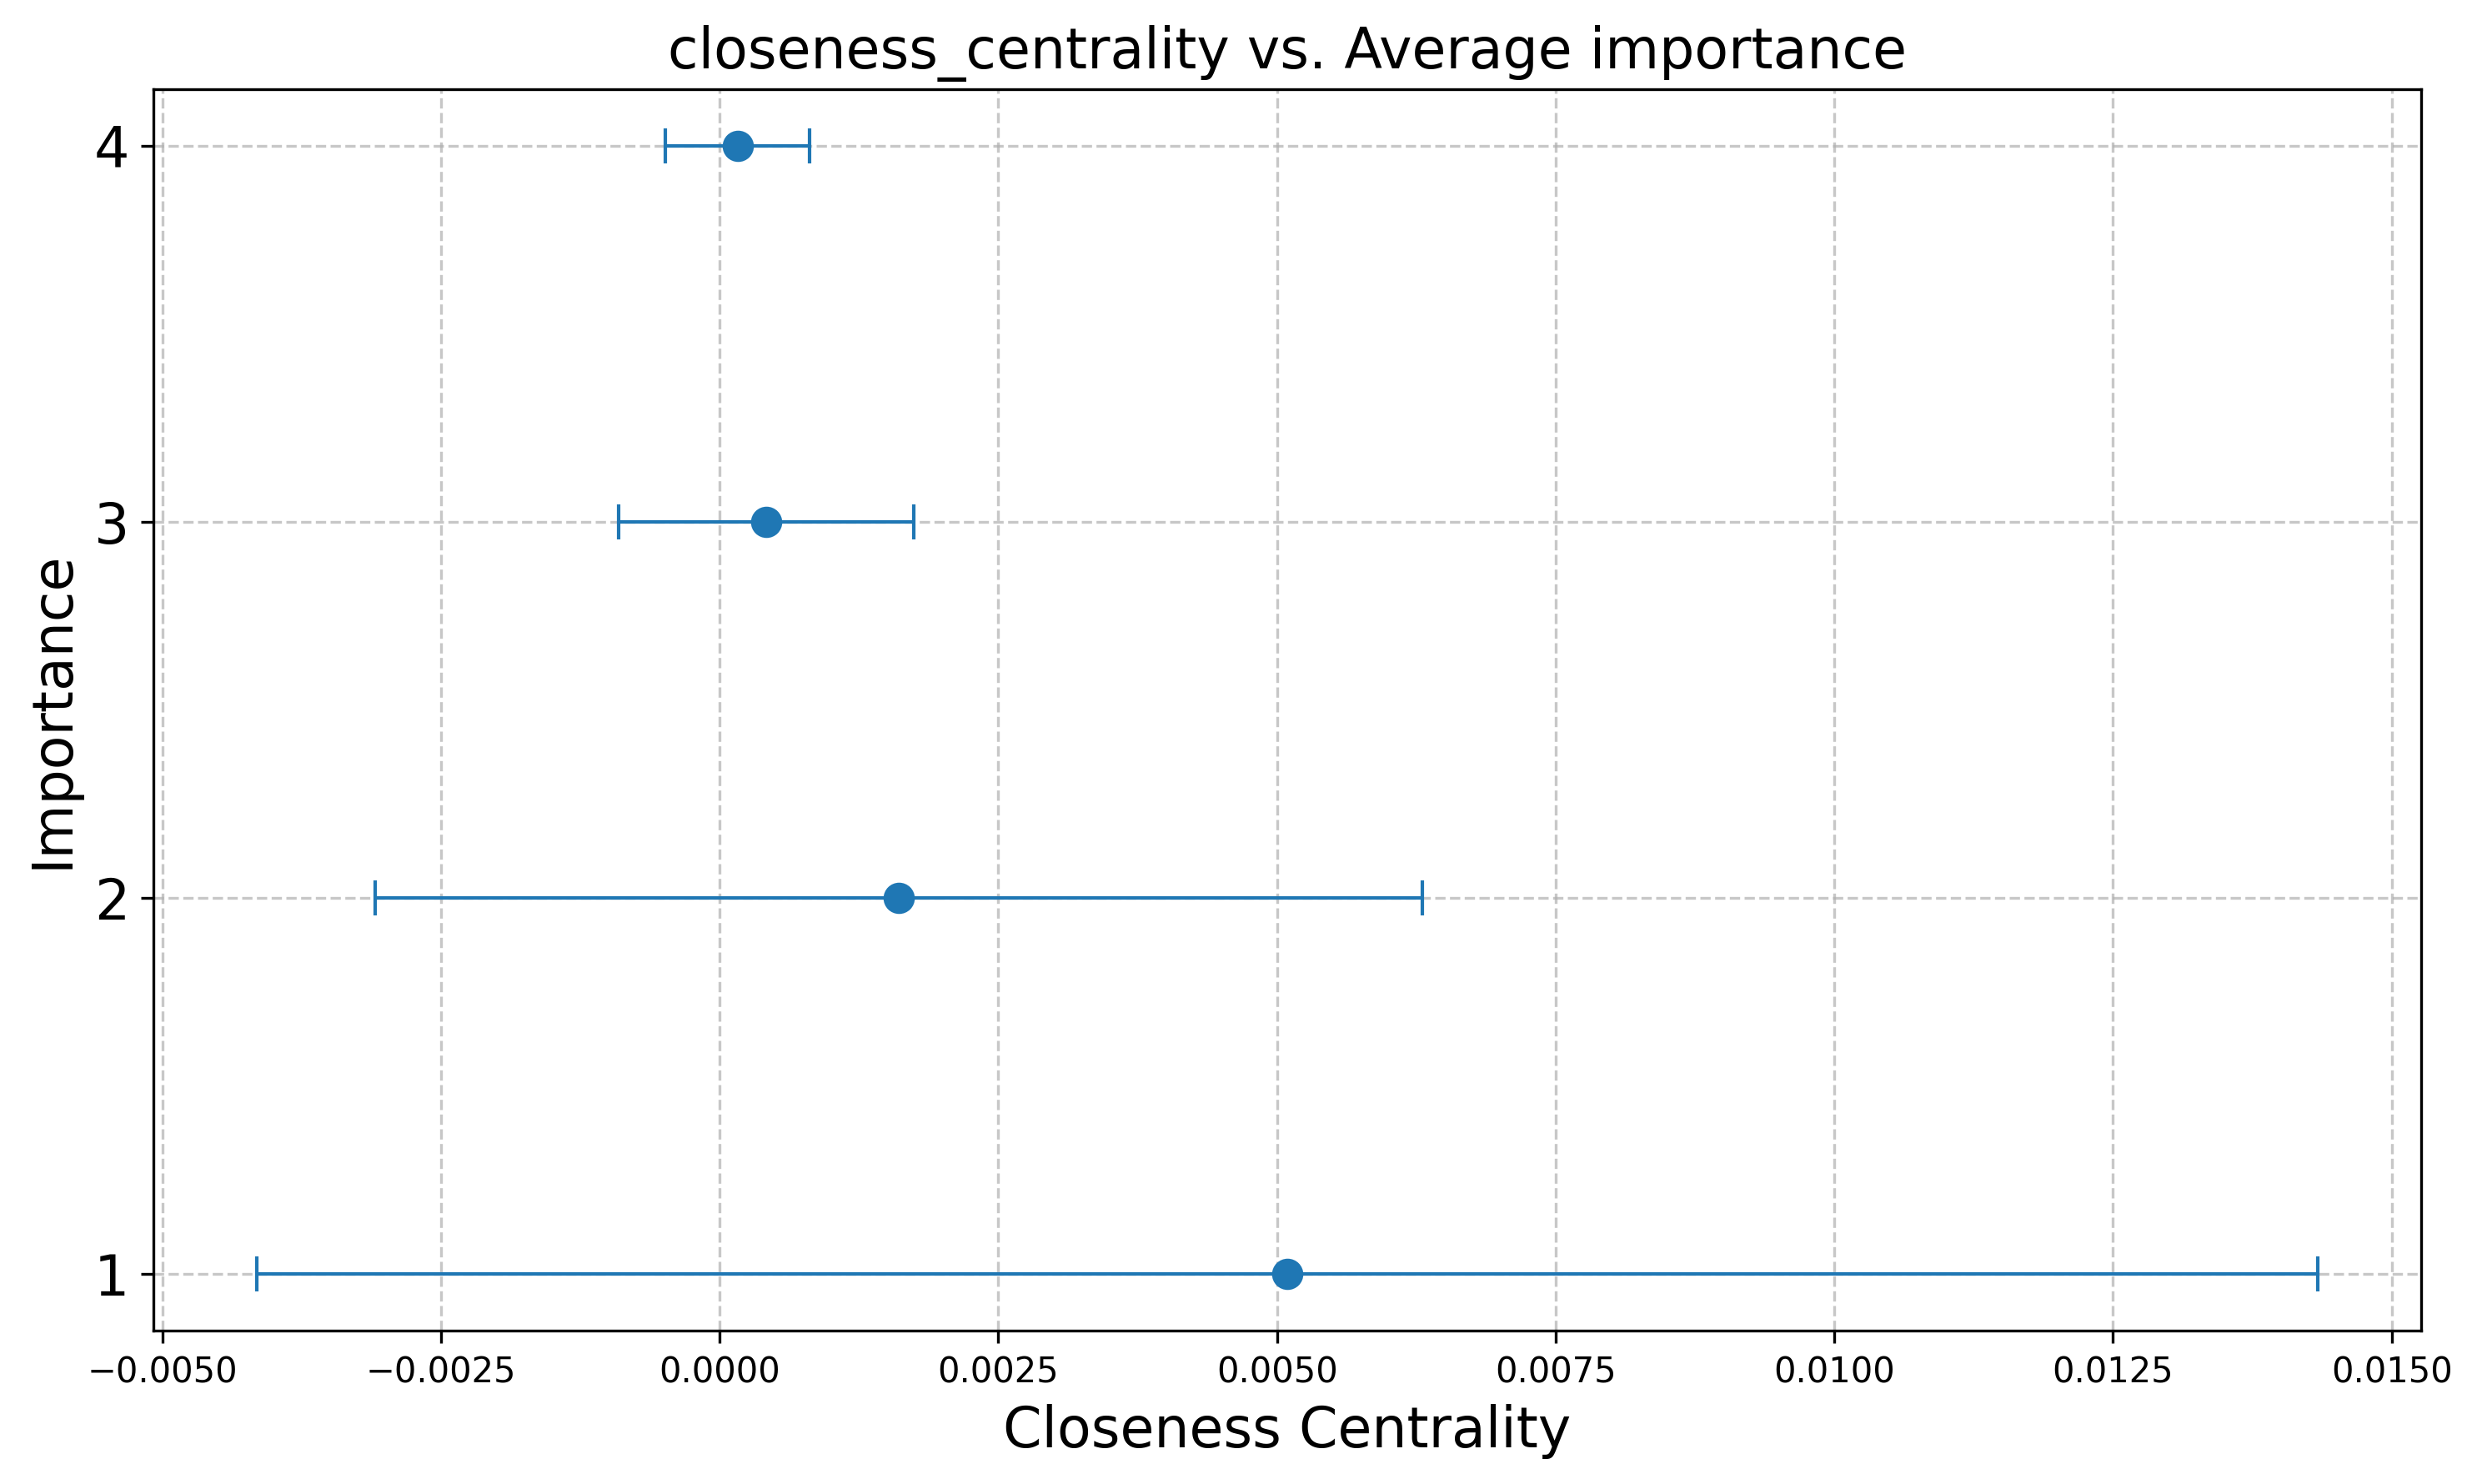 closeness_centrality vs. Average importance
4
3
2
1
Importance
−0.0050 −0.0025 0.0000 0.0025 0.0050 0.0075 0.0100 0.0125 0.0150
Closeness Centrality